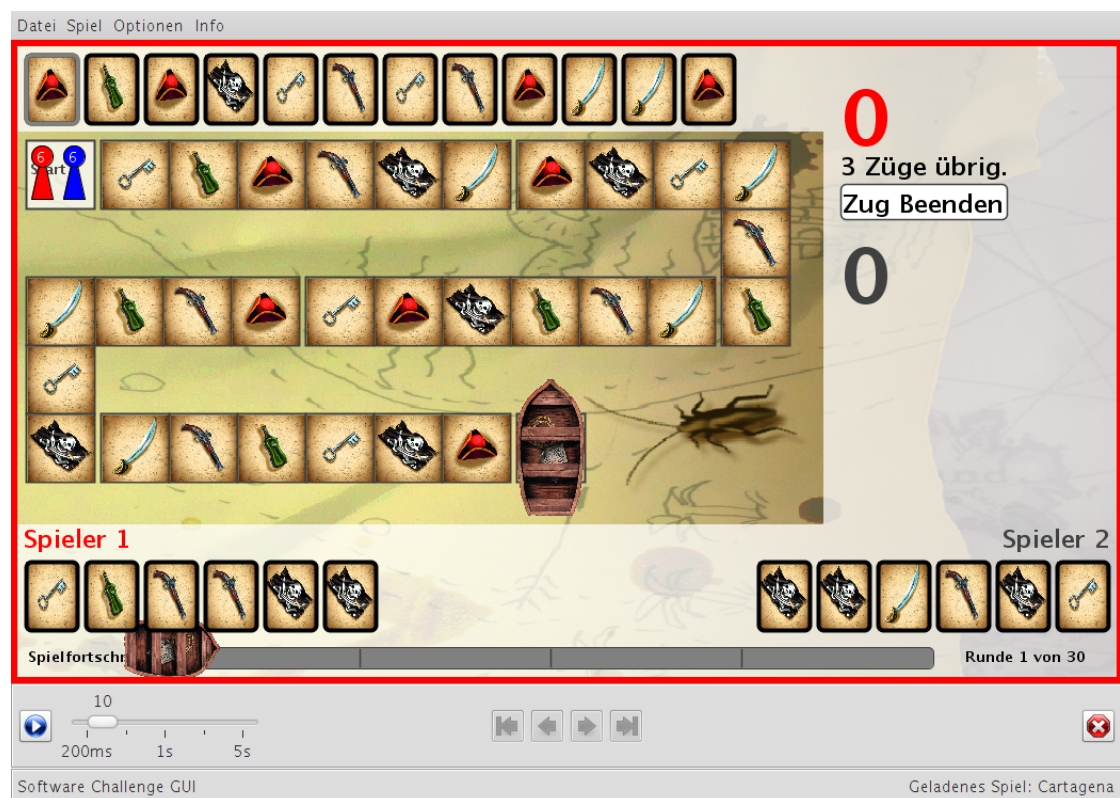 Datei Spiel Optionen Info
0
3 Züge übrig.
Zug Beenden
6 6
Start
0
Spieler 1
Spieler 2
Runde 1 von 30
10
200ms 1s 5s
Software Challenge GUI
Geladenes Spiel: Cartagena